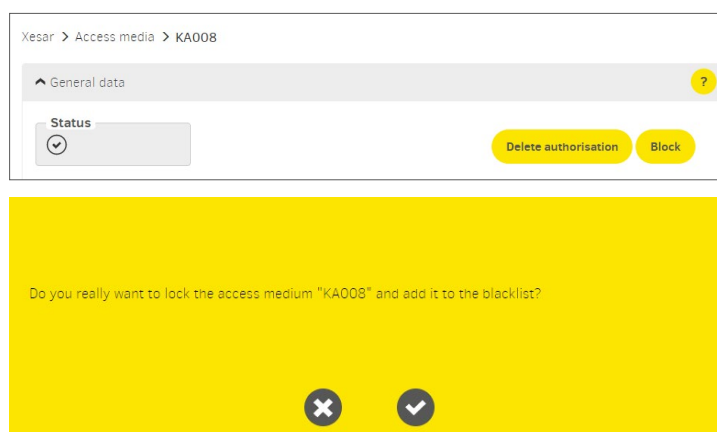 Xesar > Access media > KA008
General data
?
Status
Delete authorisation Block
Do you really want to lock the access medium "KA008" and add it to the blacklist?